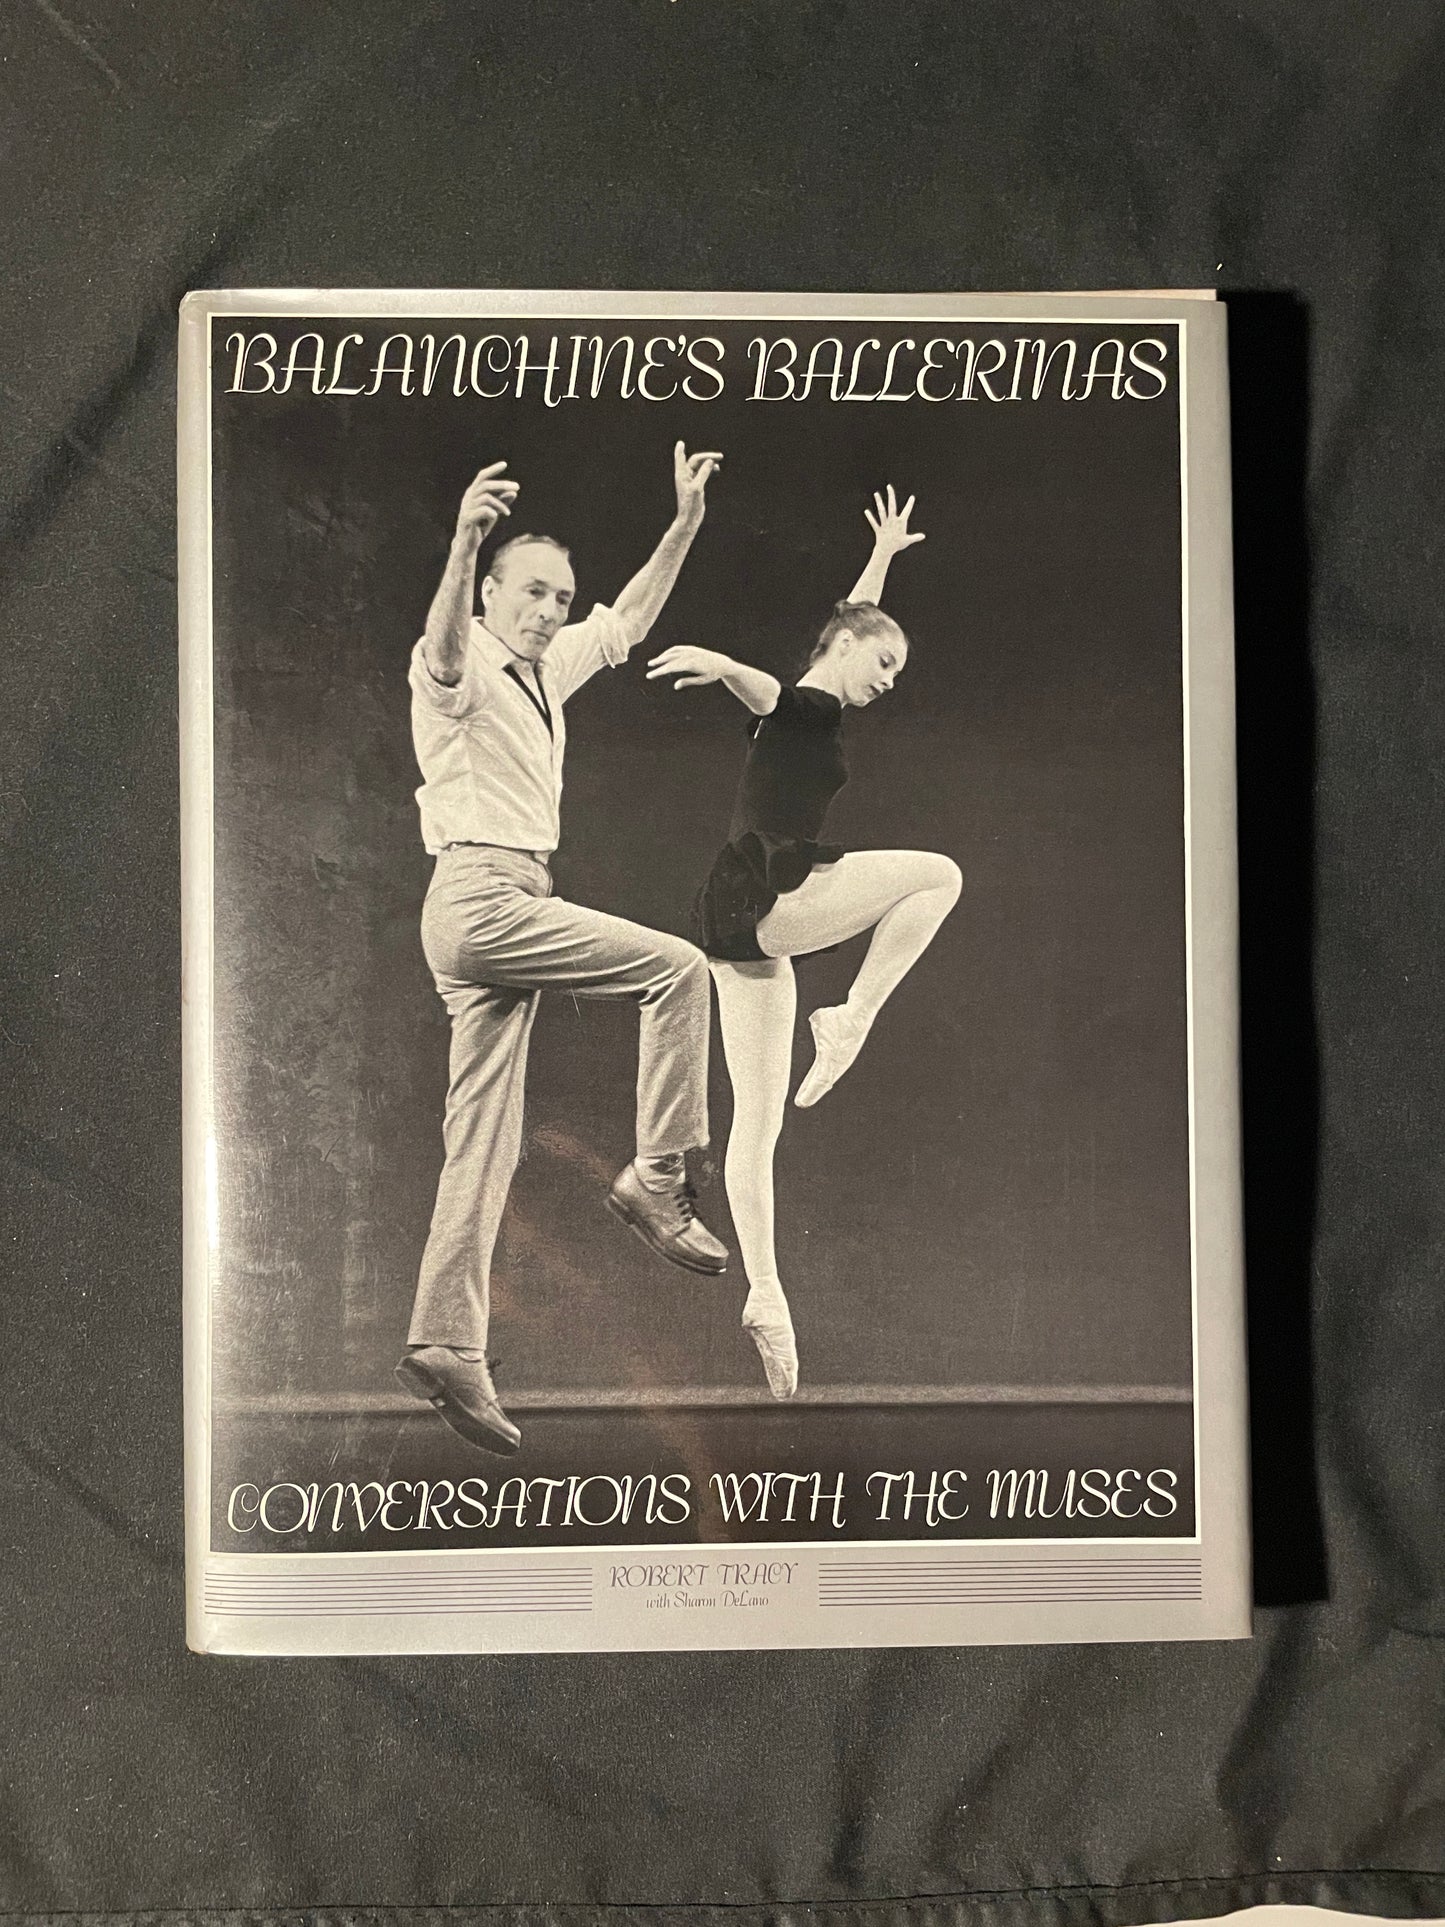 BALANCHINE'S BALLERINAS
CONVERSATIONS WITH THE MUSES
ROBERT TRACY
with Sharon DeLano